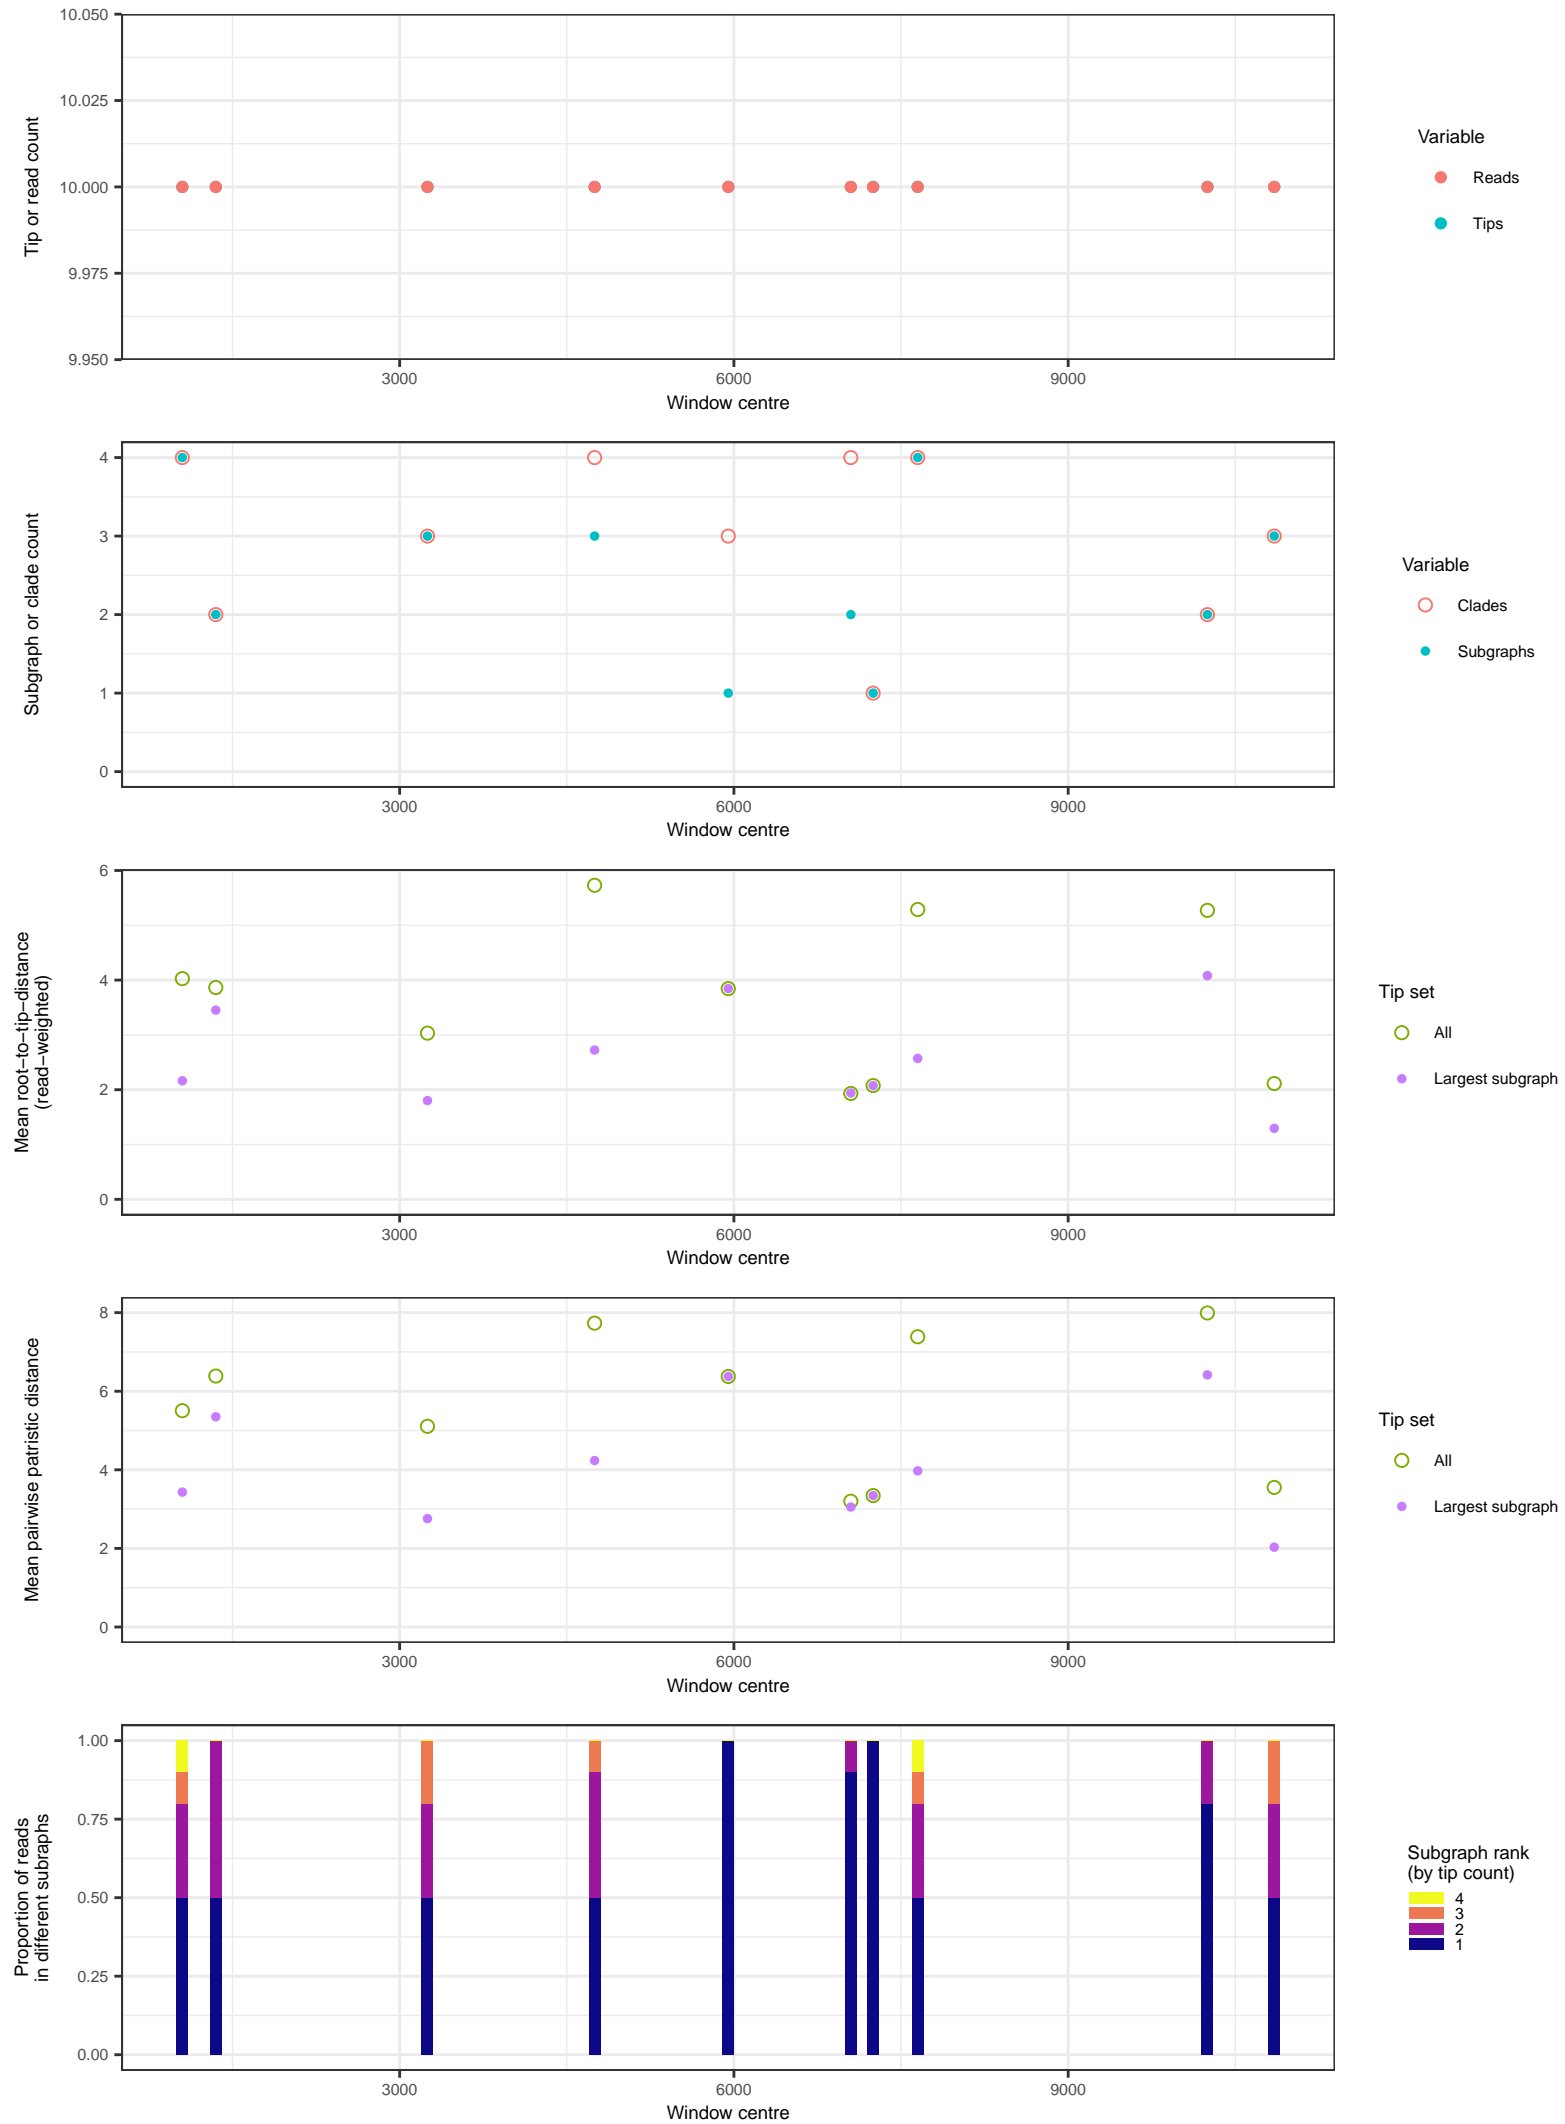 10.050
10.025
10.000
9.975
9.950
Tip or read count
3000 6000 9000
Window centre
Variable
Reads
Tips
4
3
2
1
0
Subgraph or clade count
3000 6000 9000
Window centre
Variable
Clades
Subgraphs
6
4
2
0
Mean root−to−tip−distance
(read−weighted)
3000 6000 9000
Window centre
Tip set
All
Largest subgraph
8
6
4
2
0
Mean pairwise patristic distance
3000 6000 9000
Window centre
Tip set
All
Largest subgraph
1.00
0.75
0.50
0.25
0.00
Proportion of reads
in different subraphs
3000 6000 9000
Window centre
Subgraph rank
(by tip count)
4
3
2
1